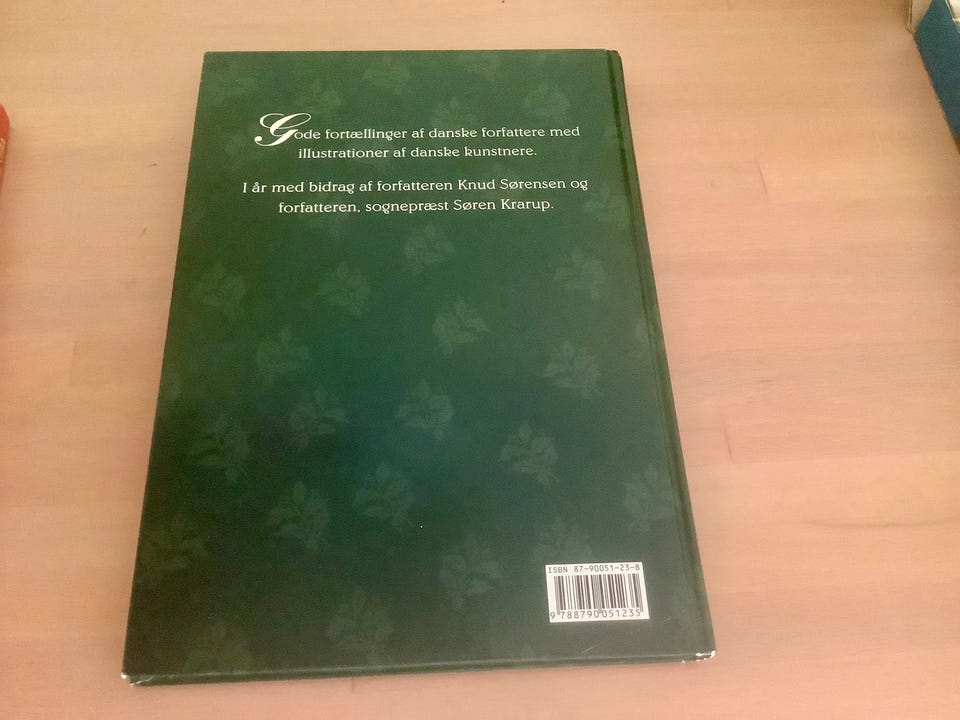 Gode fortællinger af danske forfattere med
illustrationer af danske kunstnere.
I år med bidrag af forfatteren Knud Sørensen og
forfatteren, sognepræst Søren Krarup.
ISBN 87-90051-23-8
9 788790 051235